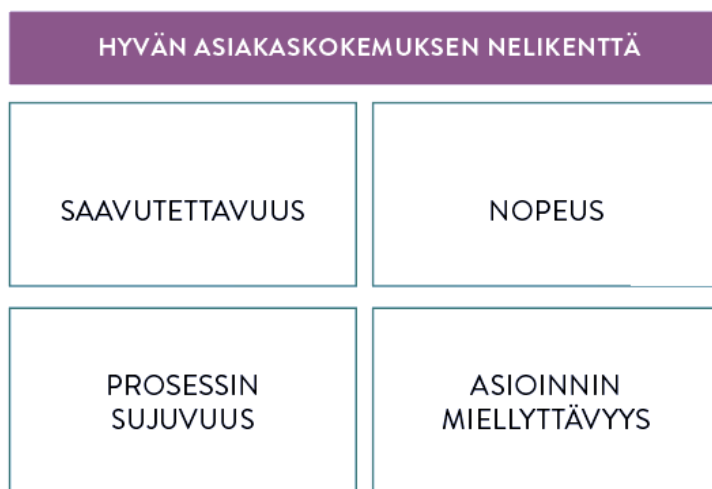 HYVÄN ASIAKASKOKEMUKSEN NELIKENTTÄ
SAAVUTETTAVUUS
NOPEUS
PROSESSIN
SUJUVUUS
ASIOINNIN
MIELLYTTÄVYYS